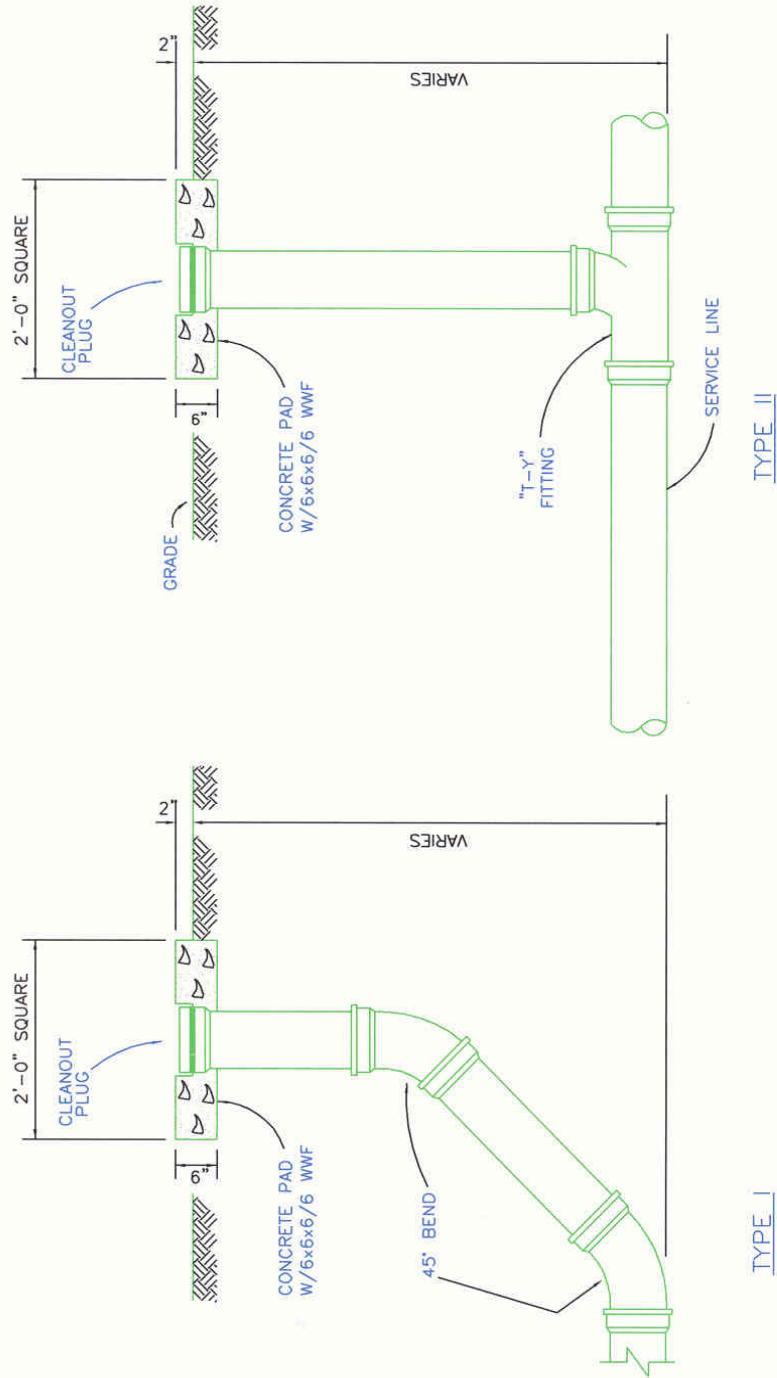 2'-0" SQUARE
CLEANOUT
PLUG
2"
6"
CONCRETE PAD
W/6x6x6/6 WWF
VARIES
45° BEND
TYPE I
2'-0" SQUARE
CLEANOUT
PLUG
2"
6"
GRADE
CONCRETE PAD
W/6x6x6/6 WWF
VARIES
"T-Y"
FITTING
SERVICE LINE
TYPE II